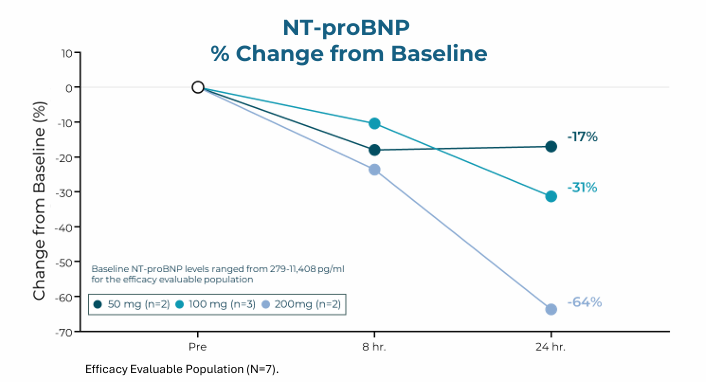 NT-proBNP
% Change from Baseline
Change from Baseline (%)
10
0
-10
-20
-30
-40
-50
-60
-70
-17%
-31%
-64%
Baseline NT-proBNP levels ranged from 279-11,408 pg/ml
for the efficacy evaluable population
50 mg (n=2) 100 mg (n=3) 200mg (n=2)
Pre 8 hr. 24 hr.
Efficacy Evaluable Population (N=7).